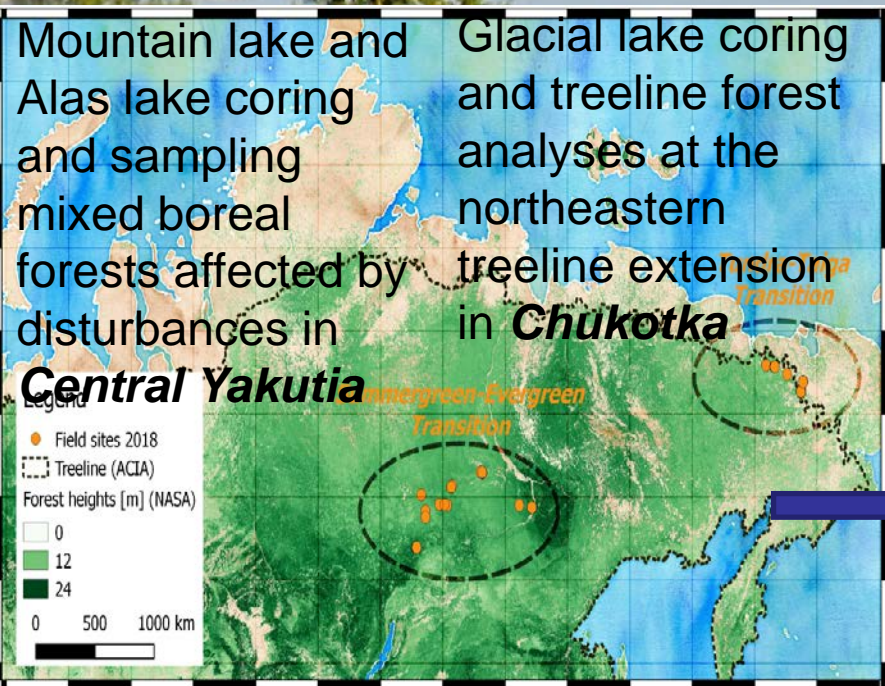 Mountain lake and
Alas lake coring
and sampling
mixed boreal
forests affected by
disturbances in
Central Yakutia
Glacial lake coring
and treeline forest
analyses at the
northeastern
treeline extension
in Chukotka
Taiga
Transition
Summergreen-Evergreen
Transition
Legend
Field sites 2018
Treeline (ACIA)
Forest heights [m] (NASA)
0
12
24
0 500 1000 km